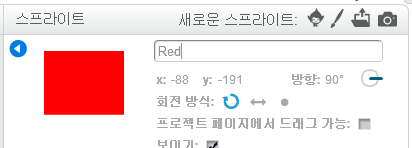 스프라이트 새로운 스프라이트:
Red
x: -88 y: -191 방향: 90°
회전 방식:
프로젝트 페이지에서 드래그 가능:
보이기: